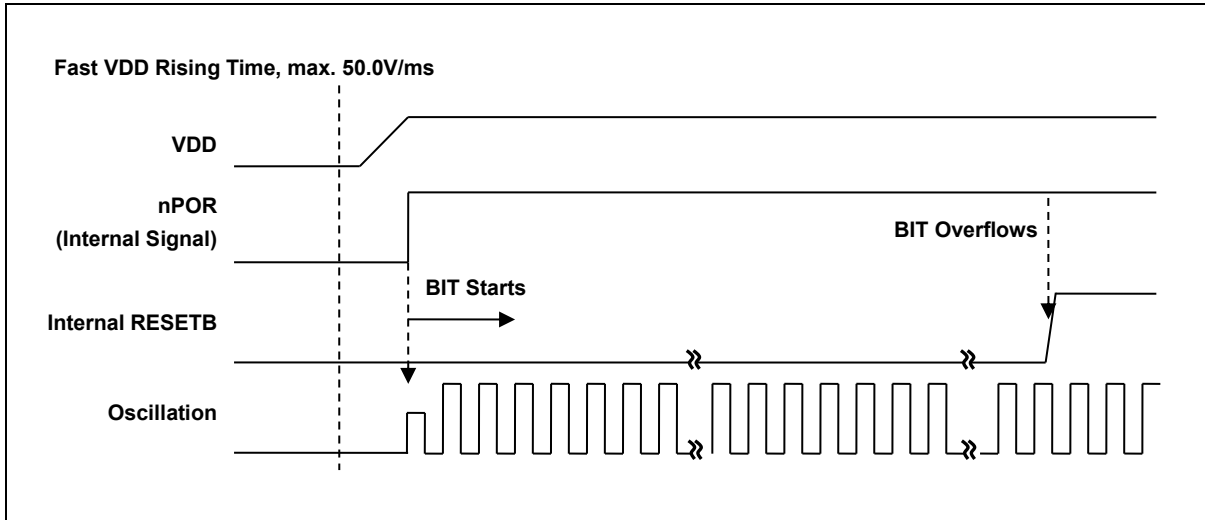 Fast VDD Rising Time, max. 50.0V/ms
VDD
nPOR
(Internal Signal)
BIT Overflows
BIT Starts
Internal RESETB
Oscillation